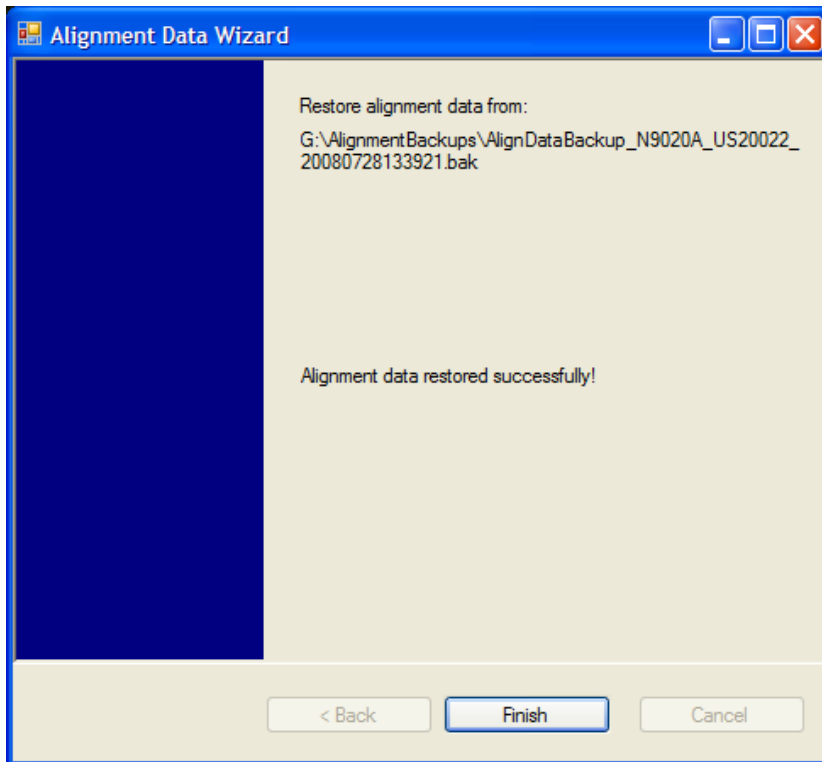 Alignment Data Wizard
Restore alignment data from:
G:\AlignmentBackups\AlignDataBackup_N9020A_US20022_
20080728133921.bak
Alignment data restored successfully!
< Back
Finish
Cancel